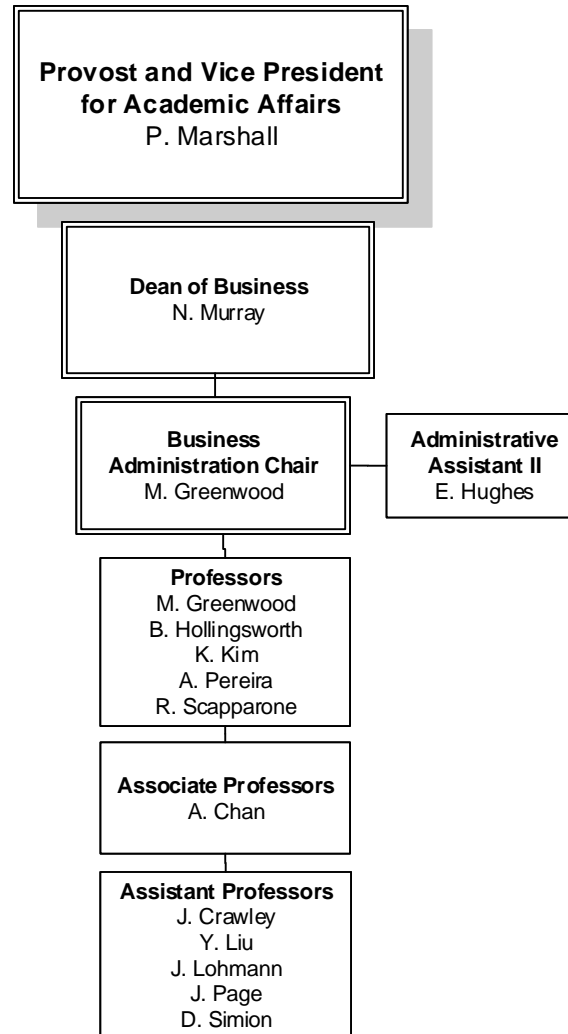 Provost and Vice President
for Academic Affairs
P. Marshall
Dean of Business
N. Murray
Business
Administration Chair
M. Greenwood
Administrative
Assistant II
E. Hughes
Professors
M. Greenwood
B. Hollingsworth
K. Kim
A. Pereira
R. Scapparone
Associate Professors
A. Chan
Assistant Professors
J. Crawley
Y. Liu
J. Lohmann
J. Page
D. Simion